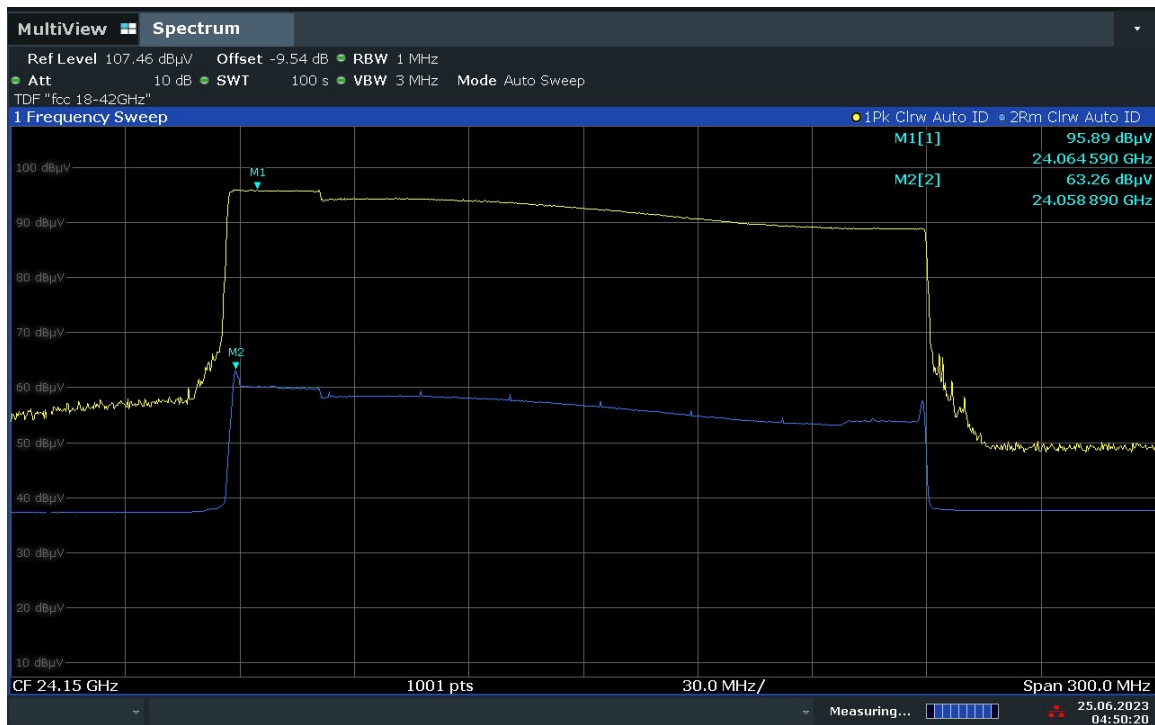 MultiView Spectrum
Ref Level 107.46 dBµV Offset -9.54 dB RBW 1 MHz
Att 10 dB SWT 100 s VBW 3 MHz Mode Auto Sweep
TDF "fcc 18-42GHz"
1 Frequency Sweep 1Pk Clrw Auto ID 2Rm Clrw Auto ID
M1[1] 95.89 dBµV
24.064590 GHz
M2[2] 63.26 dBµV
24.058890 GHz
100 dBµV
M1
90 dBµV
80 dBµV
70 dBµV
M2
60 dBµV
50 dBµV
40 dBµV
30 dBµV
20 dBµV
10 dBµV
CF 24.15 GHz 1001 pts 30.0 MHz/ Span 300.0 MHz
Measuring... 25.06.2023
04:50:20